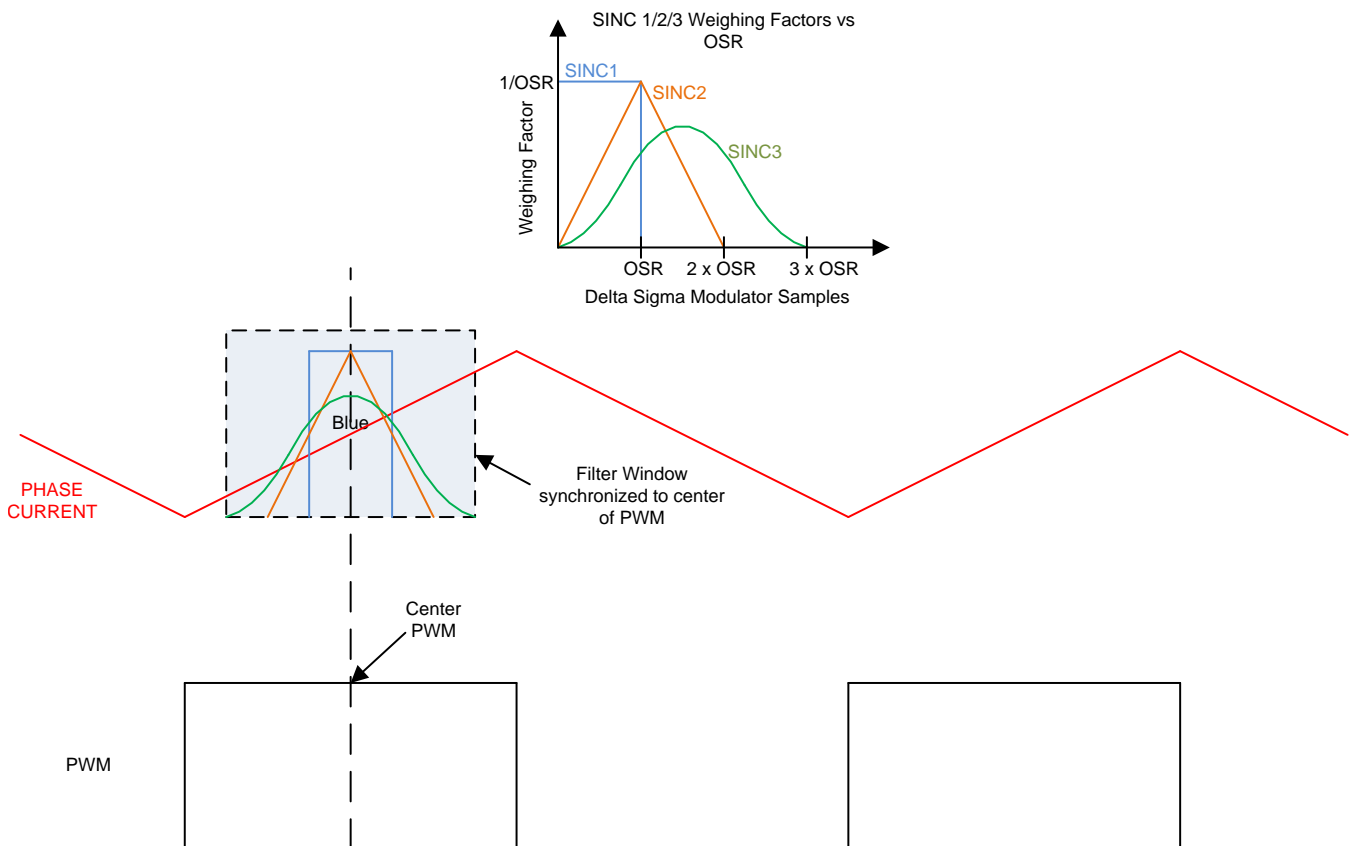 SINC 1/2/3 Weighing Factors vs
OSR
1/OSR
SINC1
SINC2
SINC3
Weighing Factor
OSR
2 x OSR
3 x OSR
Delta Sigma Modulator Samples
Blue
PHASE
CURRENT
Filter Window
synchronized to center
of PWM
Center
PWM
PWM